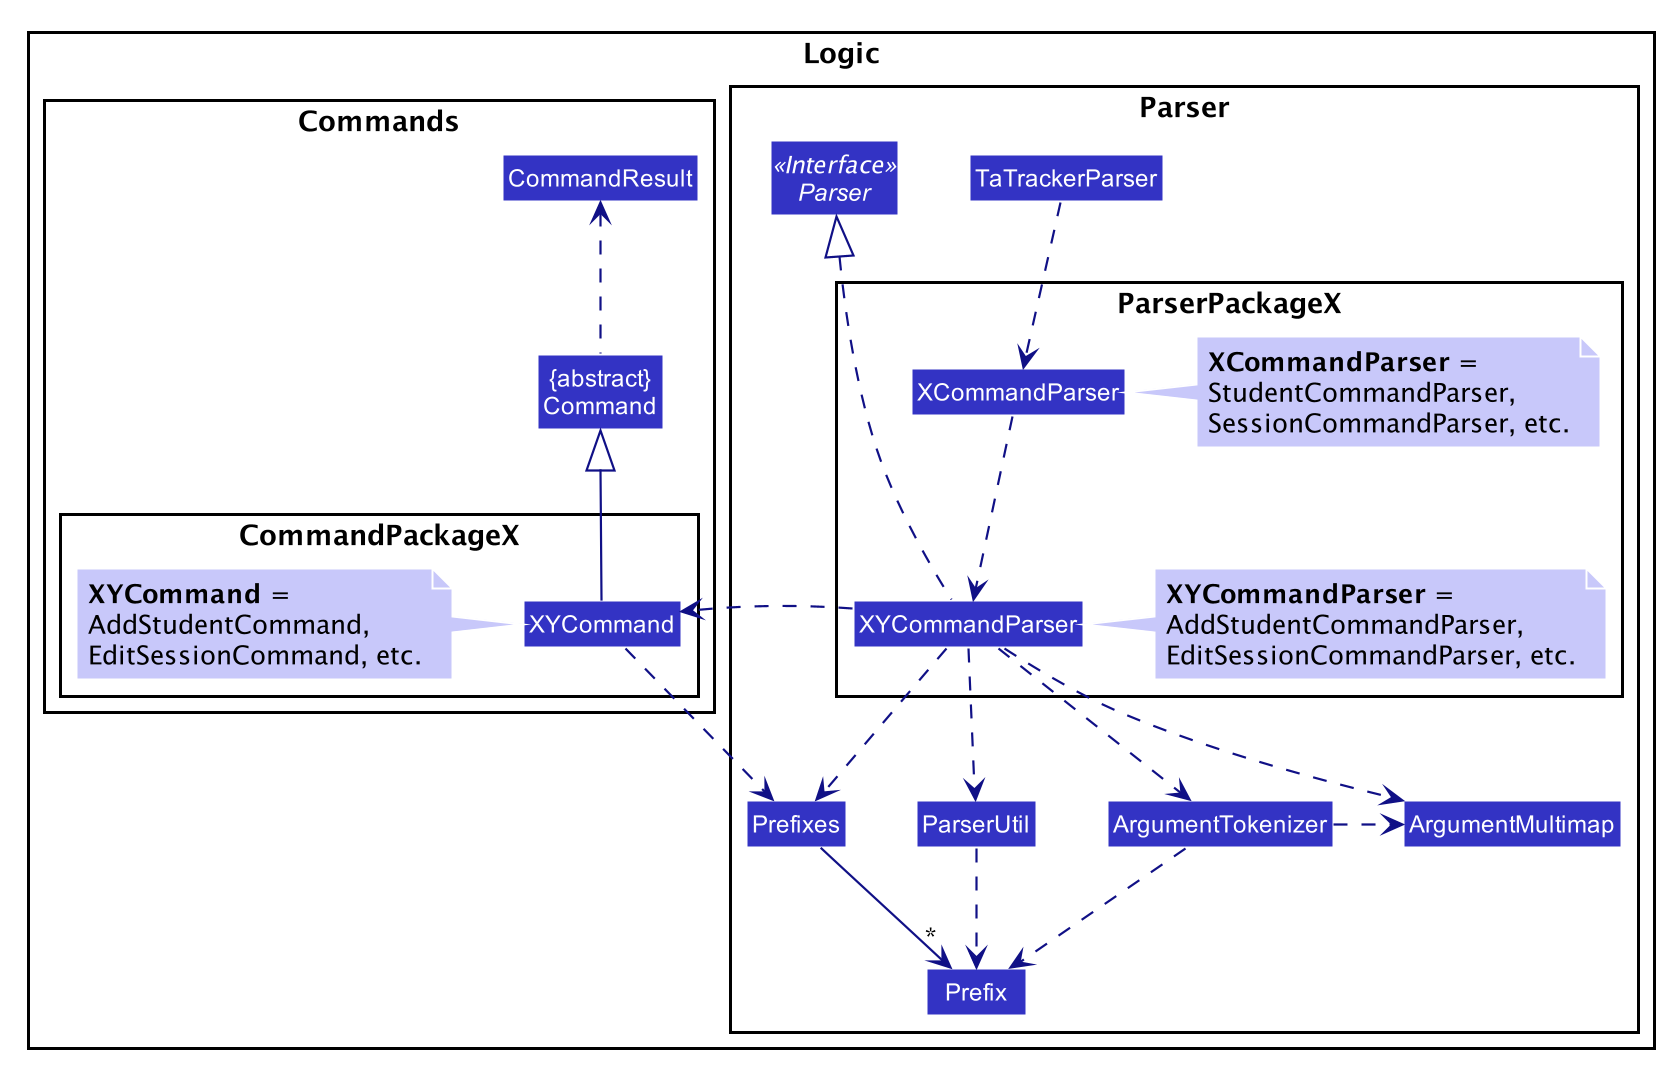 Logic
Commands
CommandResult
{abstract}
Command
CommandPackageX
XYCommand =
AddStudentCommand,
EditSessionCommand, etc.
XYCommand
Parser
«Interface»
Parser
TaTrackerParser
ParserPackageX
XCommandParser
XCommandParser =
StudentCommandParser,
SessionCommandParser, etc.
XYCommandParser
XYCommandParser =
AddStudentCommandParser,
EditSessionCommandParser, etc.
Prefixes
ParserUtil
ArgumentTokenizer
ArgumentMultimap
*
Prefix